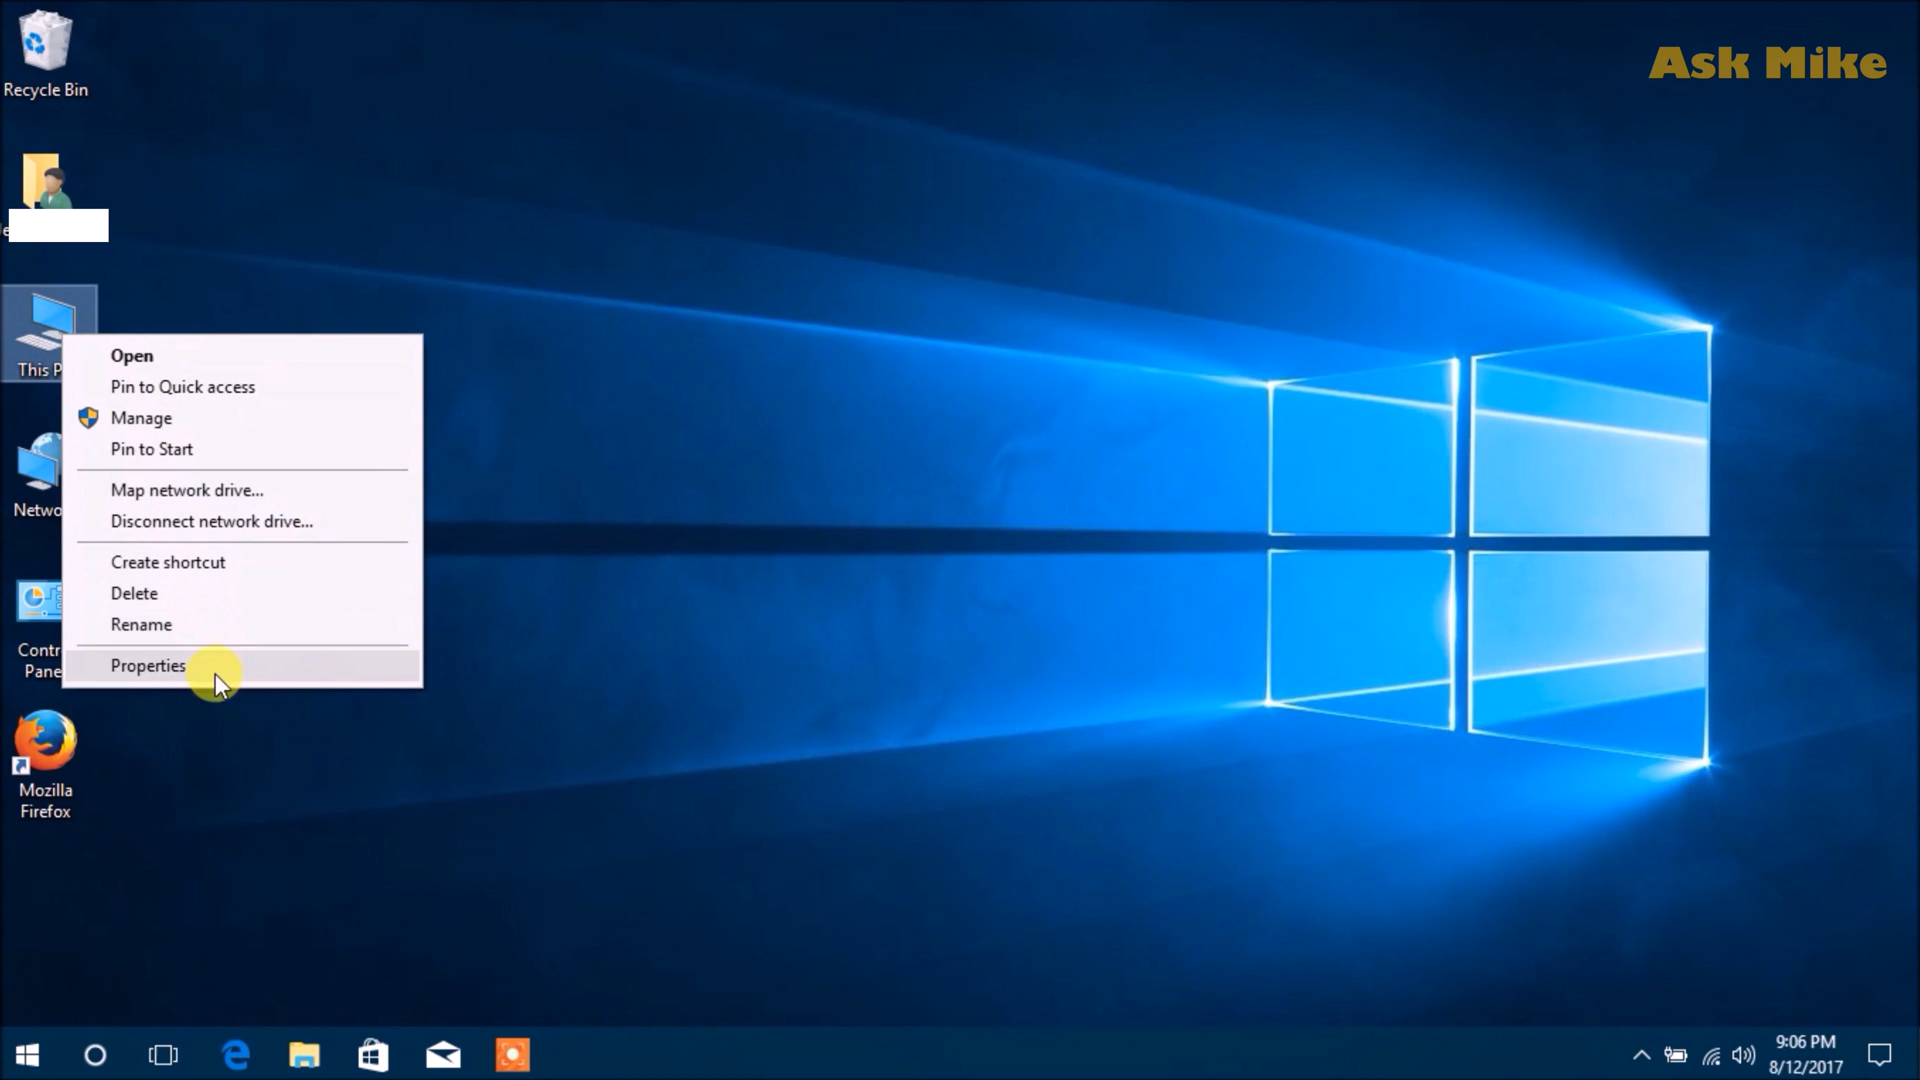 Ask Mike
Recycle Bin
This P
Open
Pin to Quick access
Manage
Pin to Start
Map network drive...
Disconnect network drive...
Create shortcut
Delete
Rename
Properties
Netwo
Contr
Pane
Mozilla
Firefox
9:06 PM
8/12/2017